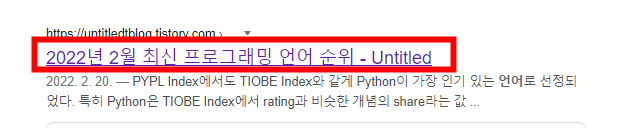 https://untitledtblog.tistory.com ›
2022년 2월 최신 프로그래밍 언어 순위 - Untitled
2022. 2. 20. — PYPL Index에서도 TIOBE Index와 같게 Python이 가장 인기 있는 언어로 선정되
었다. 특히 Python은 TIOBE Index에서 rating과 비슷한 개념의 share라는 값 ...